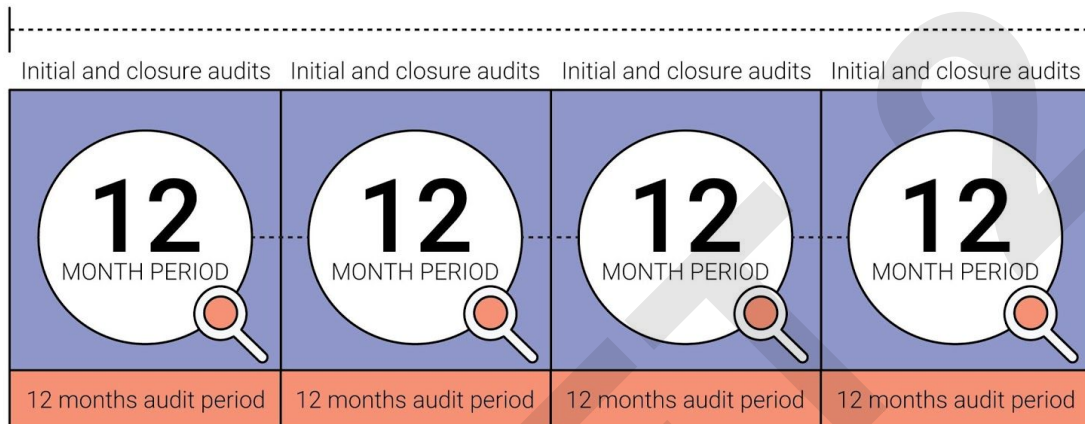 Initial and closure audits Initial and closure audits Initial and closure audits Initial and closure audits
12 12 12 12
MONTH PERIOD MONTH PERIOD MONTH PERIOD MONTH PERIOD
12 months audit period 12 months audit period 12 months audit period 12 months audit period